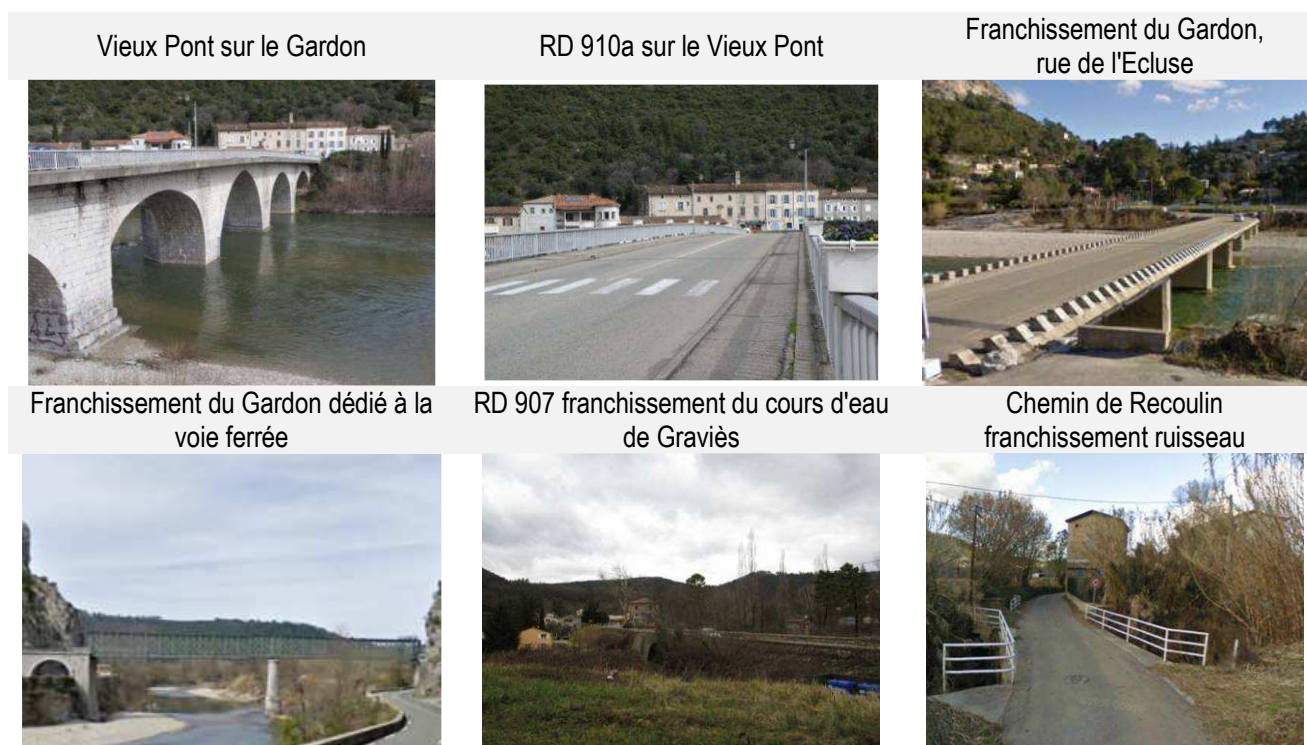 Vieux Pont sur le Gardon
RD 910a sur le Vieux Pont
Franchissement du Gardon,
rue de l'Ecluse
Franchissement du Gardon dédié à la
voie ferrée
RD 907 franchissement du cours d'eau
de Graviès
Chemin de Recoulin
franchissement ruisseau